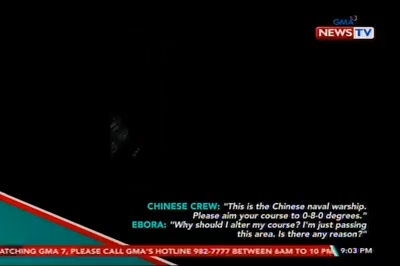 GMA
NEWS TV
CHINESE CREW: "This is the Chinese naval warship.
Please aim your course to 0-8-0 degrees."
EBORA: "Why should I alter my course? I'm just passing
this area. Is there any reason?"
ATCHING GMA 7, PLEASE CALL GMA'S HOTLINE 982-7777 BETWEEN 6AM TO 10 PM
9:03 PM